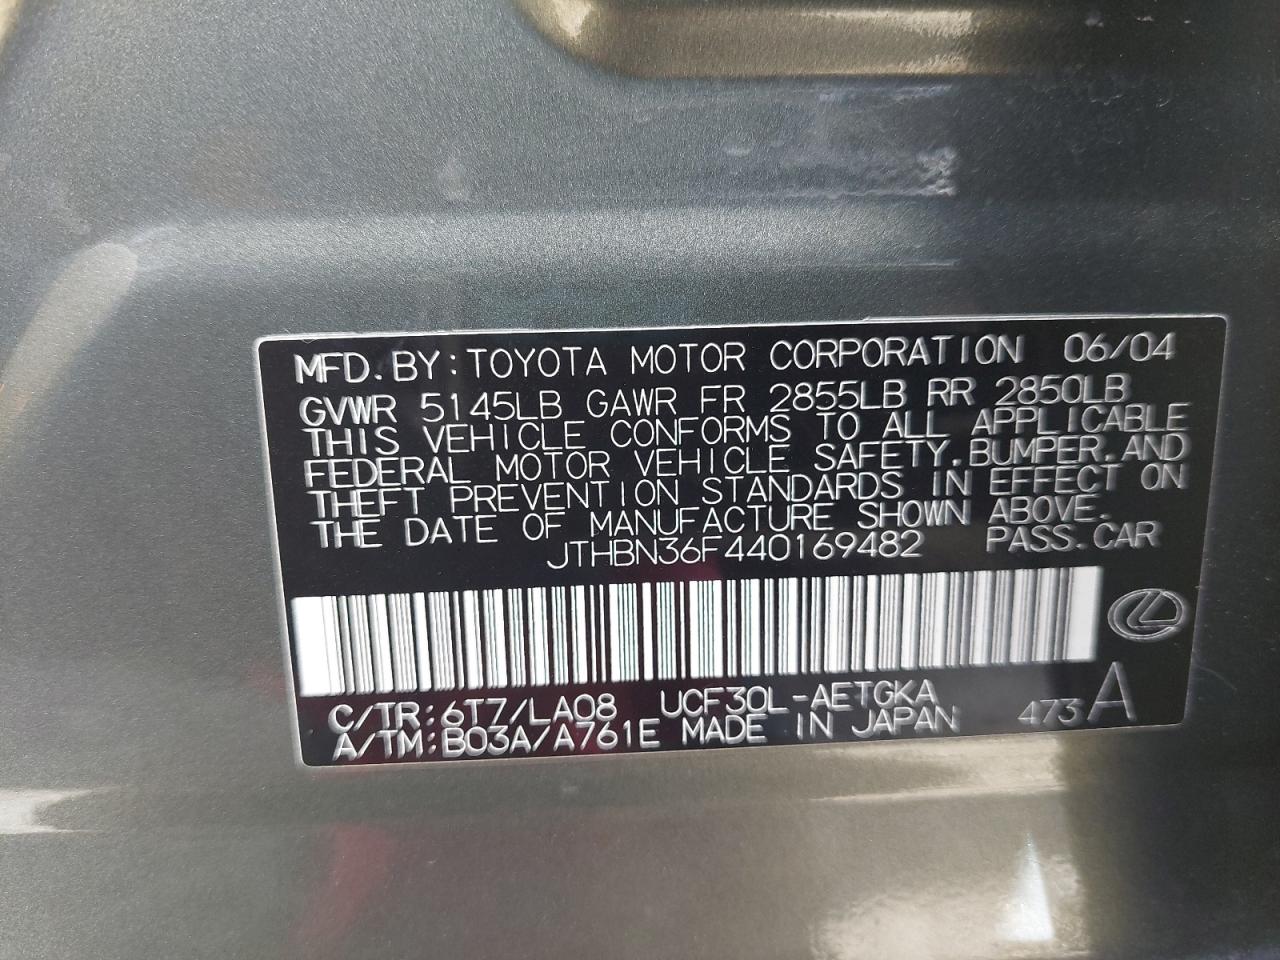 MFD. BY: TOYOTA MOTOR CORPORATION 06/04
GVWR 5145LB GAWR FR 2855LB RR 2850LB
THIS VEHICLE CONFORMS TO ALL APPLICABLE
FEDERAL MOTOR VEHICLE SAFETY, BUMPER, AND
THEFT PREVENTION STANDARDS IN EFFECT ON
THE DATE OF MANUFACTURE SHOWN ABOVE.
JTHBN36F440169482 PASS. CAR
C/TR: 6T7/LA08 UCF30L-AETGKA
A/TM: B03A/A761E MADE IN JAPAN 473 A